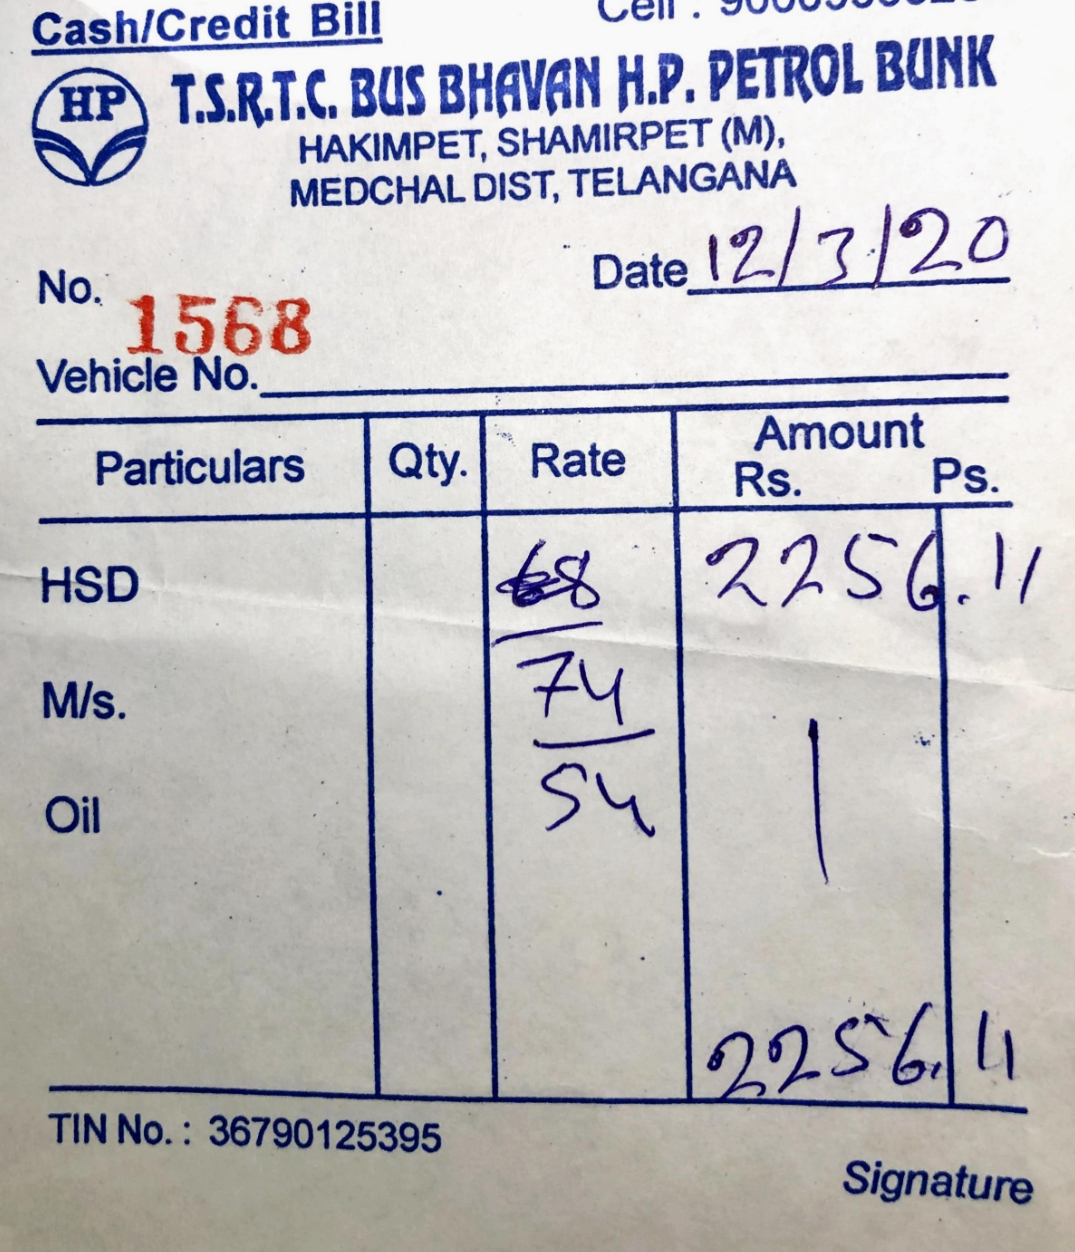 Cash/Credit Bill
Cell :
HP
T.S.R.T.C. BUS BHAVAN H.P. PETROL BUNK
HAKIMPET, SHAMIRPET (M),
MEDCHAL DIST, TELANGANA
Date 12/3/20
No. 1568
Vehicle No.
Particulars Qty. Rate Amount
Rs. Ps.
HSD 68 2256.11
M/s. 74
Oil 54
2256.11
TIN No. : 36790125395
Signature